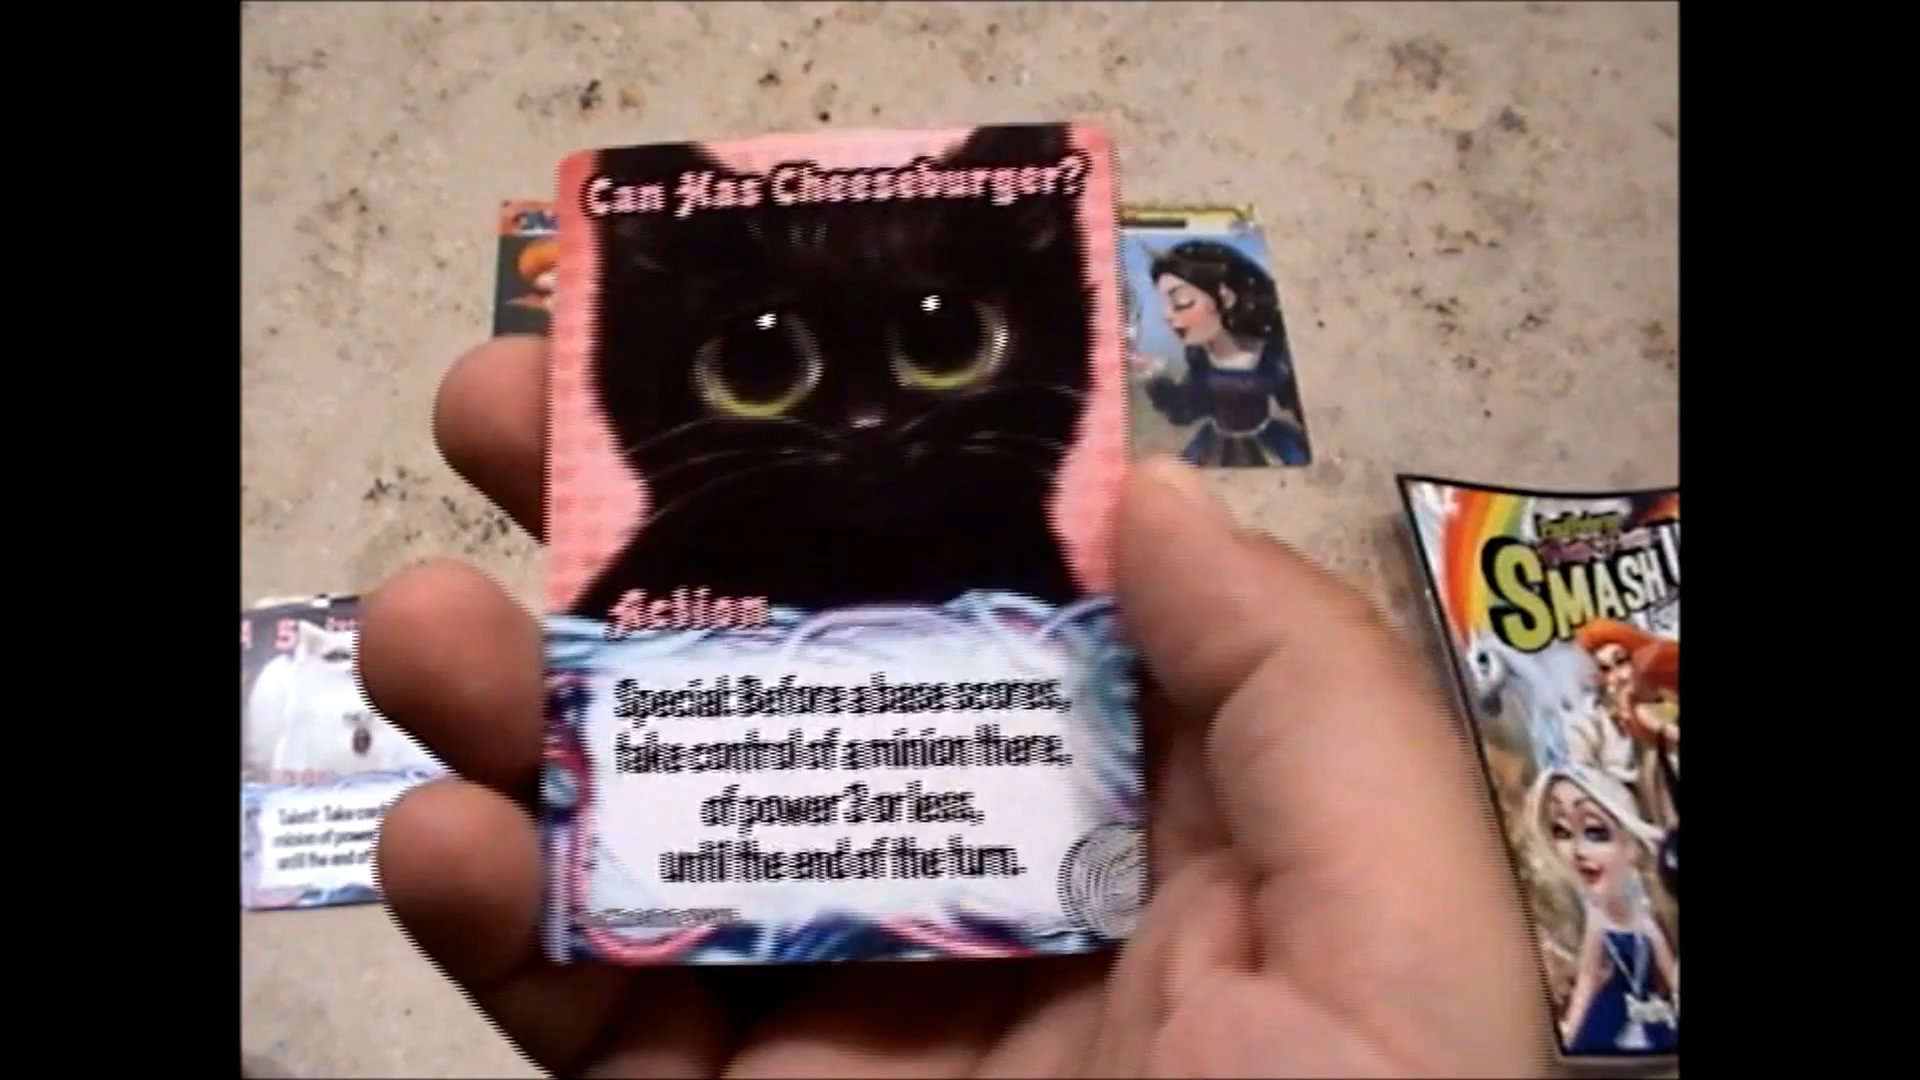 Can Has Cheeseburger?
Action
Special: Before a base scores,
take control of a minion there,
of power 3 or less,
until the end of the turn.
SMASH U
Talent: Take
minion of power
until the end of